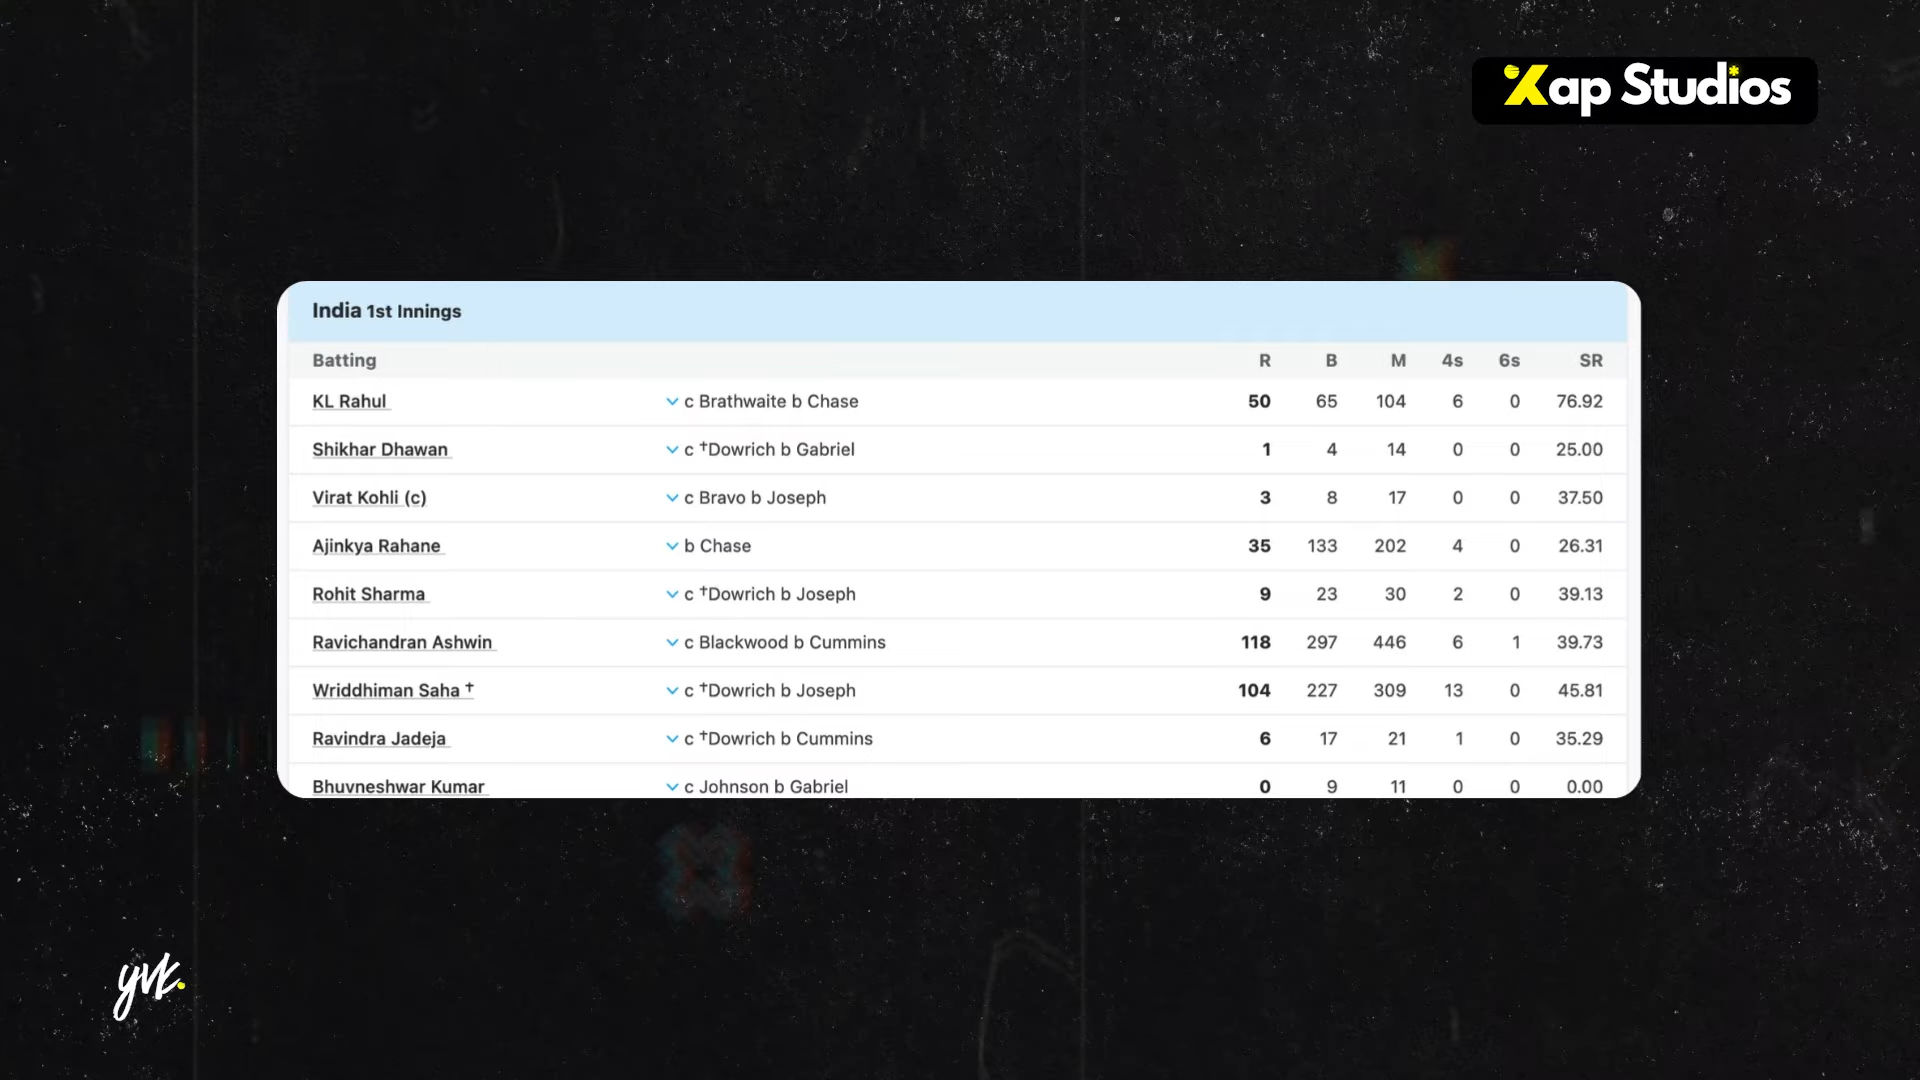 Xap Studios
India 1st Innings
Batting R B M 4s 6s SR
KL Rahul c Brathwaite b Chase 50 65 104 6 0 76.92
Shikhar Dhawan c †Dowrich b Gabriel 1 4 14 0 0 25.00
Virat Kohli (c) c Bravo b Joseph 3 8 17 0 0 37.50
Ajinkya Rahane b Chase 35 133 202 4 0 26.31
Rohit Sharma c †Dowrich b Joseph 9 23 30 2 0 39.13
Ravichandran Ashwin c Blackwood b Cummins 118 297 446 6 1 39.73
Wriddhiman Saha † c †Dowrich b Joseph 104 227 309 13 0 45.81
Ravindra Jadeja c †Dowrich b Cummins 6 17 21 1 0 35.29
Bhuvneshwar Kumar c Johnson b Gabriel 0 9 11 0 0 0.00
yvk.